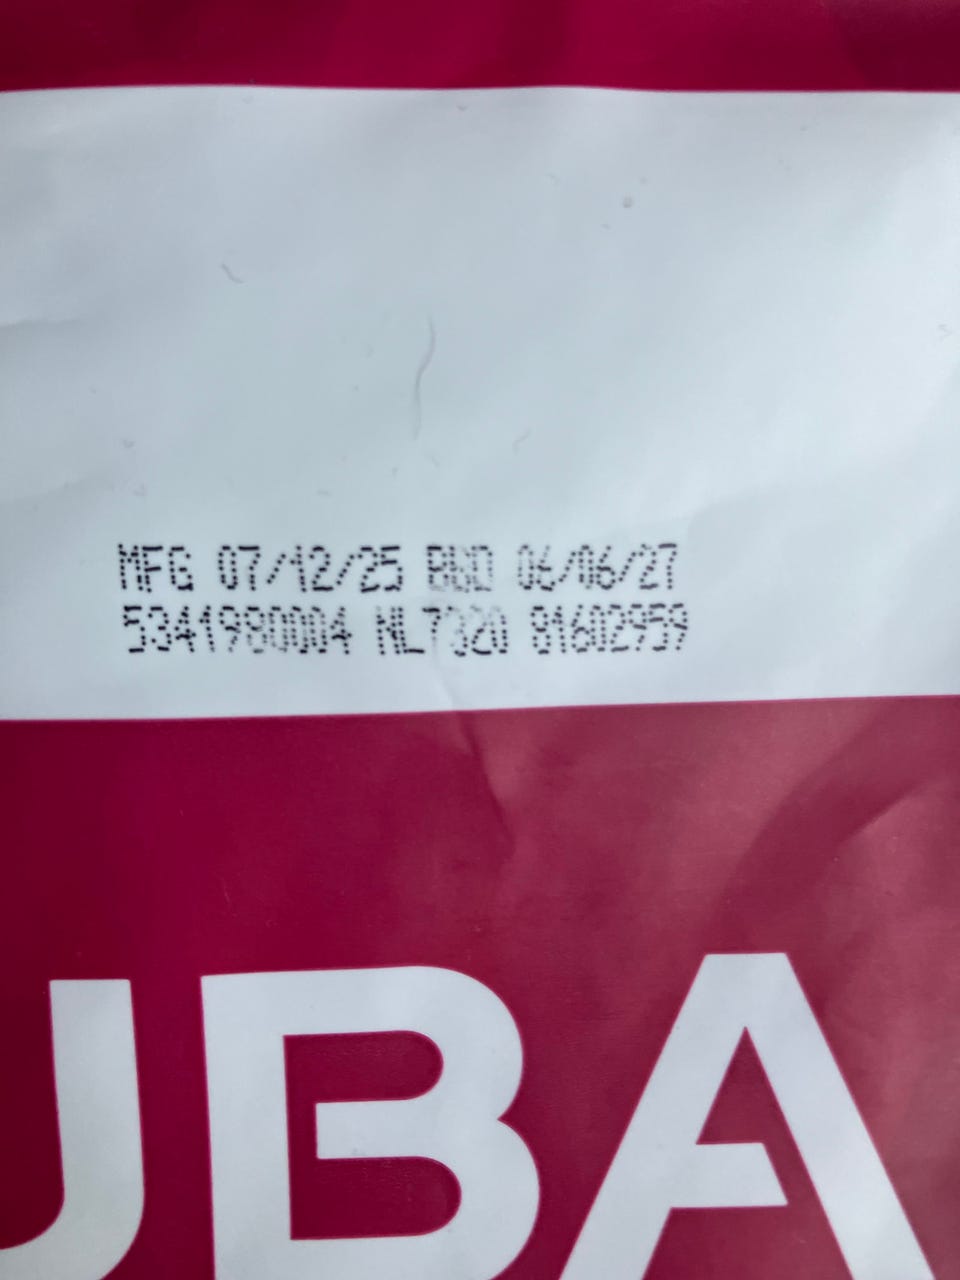 MFG 07/12/25 BBD 06/06/27
5341980004 NL7320 81602959
UBA